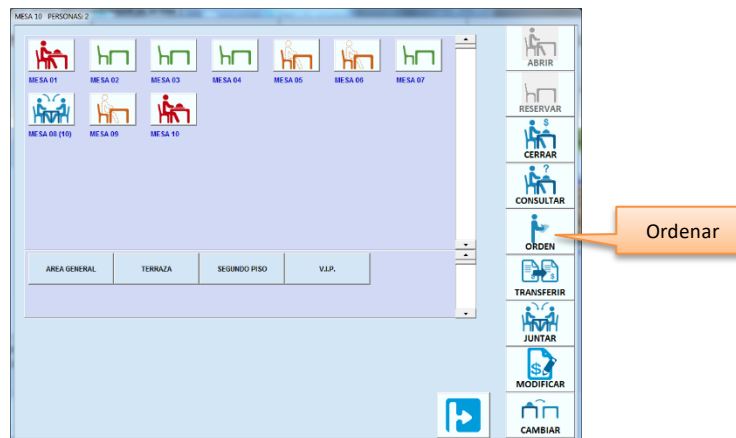 MESA 10 PERSONAS: 2
MESA 01 MESA 02 MESA 03 MESA 04 MESA 05 MESA 06 MESA 07
MESA 08 (10) MESA 09 MESA 10
AREA GENERAL TERRAZA SEGUNDO PISO V.I.P.
ABRIR
RESERVAR
CERRAR
CONSULTAR
ORDEN
TRANSFERIR
JUNTAR
MODIFICAR
CAMBIAR
Ordenar